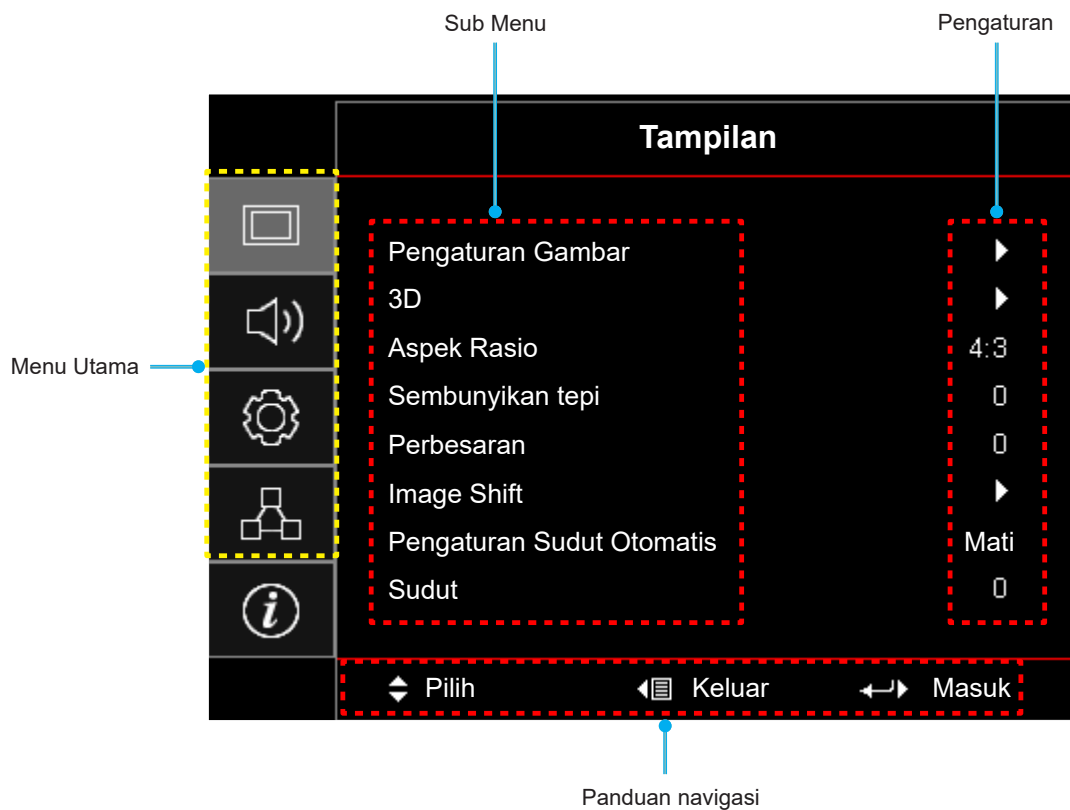 Sub Menu
Pengaturan
Tampilan
Pengaturan Gambar
3D
Aspek Rasio 4:3
Sembunyikan tepi 0
Perbesaran 0
Image Shift
Pengaturan Sudut Otomatis Mati
Sudut 0
Menu Utama
i
Pilih Keluar Masuk
Panduan navigasi